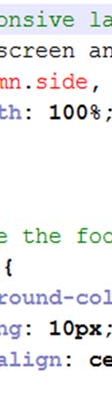 onsive la
screen an
mn.side,
th: 100%;
e the foo
{
round-col
ng: 10px;
align: ce